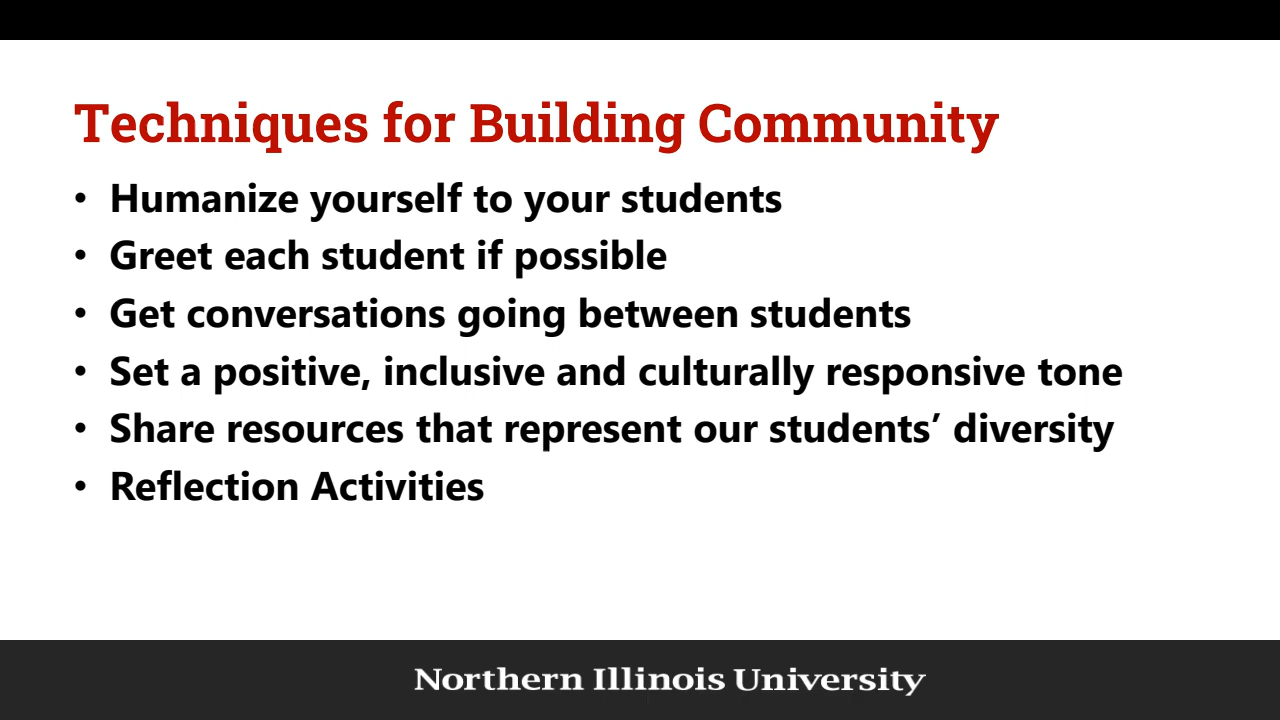 Techniques for Building Community
• Humanize yourself to your students
• Greet each student if possible
• Get conversations going between students
• Set a positive, inclusive and culturally responsive tone
• Share resources that represent our students’ diversity
• Reflection Activities
Northern Illinois University